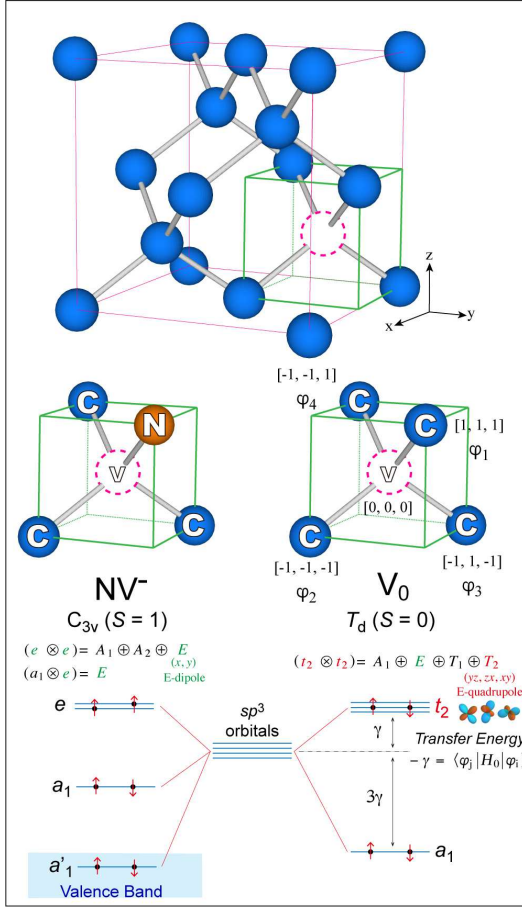 z
x
y
[-1, -1, 1]
φ4
C
N
V
C
C
C
C
[1, 1, 1]
φ1
V
[0, 0, 0]
C
C
[-1, -1, -1]
φ2
[-1, 1, -1]
φ3
NV⁻
V₀
C₃ᵥ (S = 1)
T_d (S = 0)
(e ⊗ e) = A₁ ⊕ A₂ ⊕ E
(x, y)
(a₁ ⊗ e) = E
E-dipole
(t₂ ⊗ t₂) = A₁ ⊕ E ⊕ T₁ ⊕ T₂
(yz, zx, xy)
E-quadrupole
e
sp³
orbitals
t₂
γ
Transfer Energy
− γ = ⟨φⱼ|H₀|φᵢ
a₁
3γ
a₁
a'₁
Valence Band